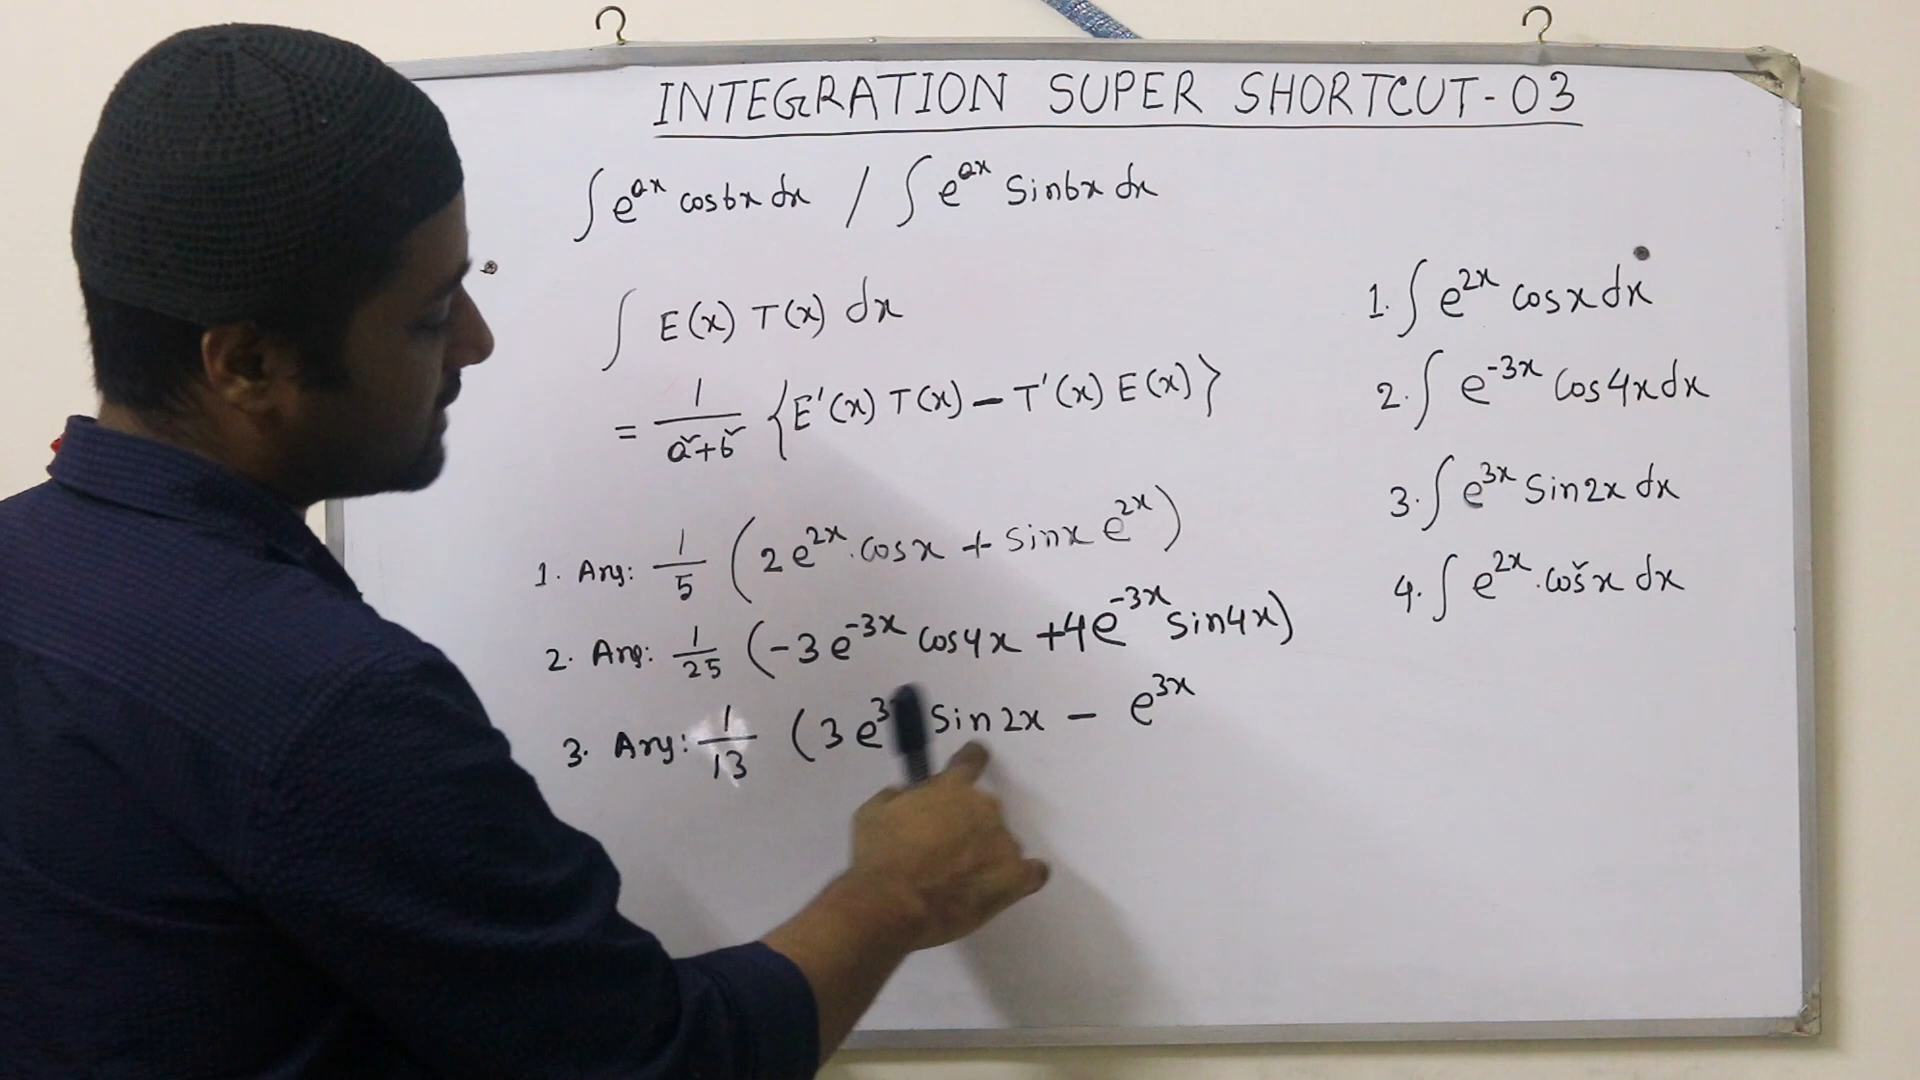 INTEGRATION SUPER SHORTCUT-03
∫e^{ax} cosbx dx / ∫e^{ax} Sinbx dx
∫ E(x) T(x) dx
= 1/(a²+b²) {E'(x) T(x) - T'(x) E(x)}
1. Ans: 1/5 (2e^{2x}.cosx + sinx e^{2x})
2. Ans: 1/25 (-3e^{-3x} cos4x +4e^{-3x} sin4x)
3. Ans: 1/13 (3e^{3x} sin2x - e^{3x}
1. ∫e^{2x} cosx dx
2. ∫e^{-3x} cos4x dx
3. ∫e^{3x} Sin2x dx
4. ∫e^{2x}.cos²x dx